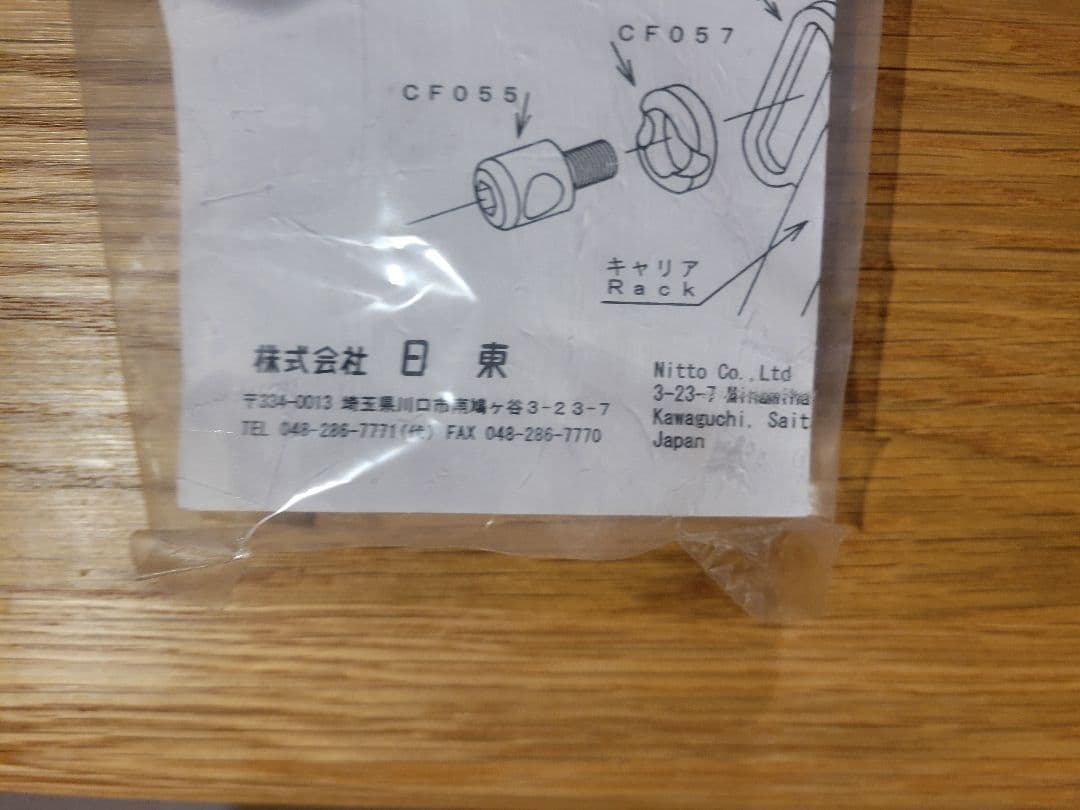 CF057
CF055
キャリア
Rack
株式会社 日 東
〒334-0013 埼玉県川口市南鳩ヶ谷3-23-7
TEL 048-286-7771(代) FAX 048-286-7770
Nitto Co.,Ltd
3-23-7
Kawaguchi, Sait
Japan